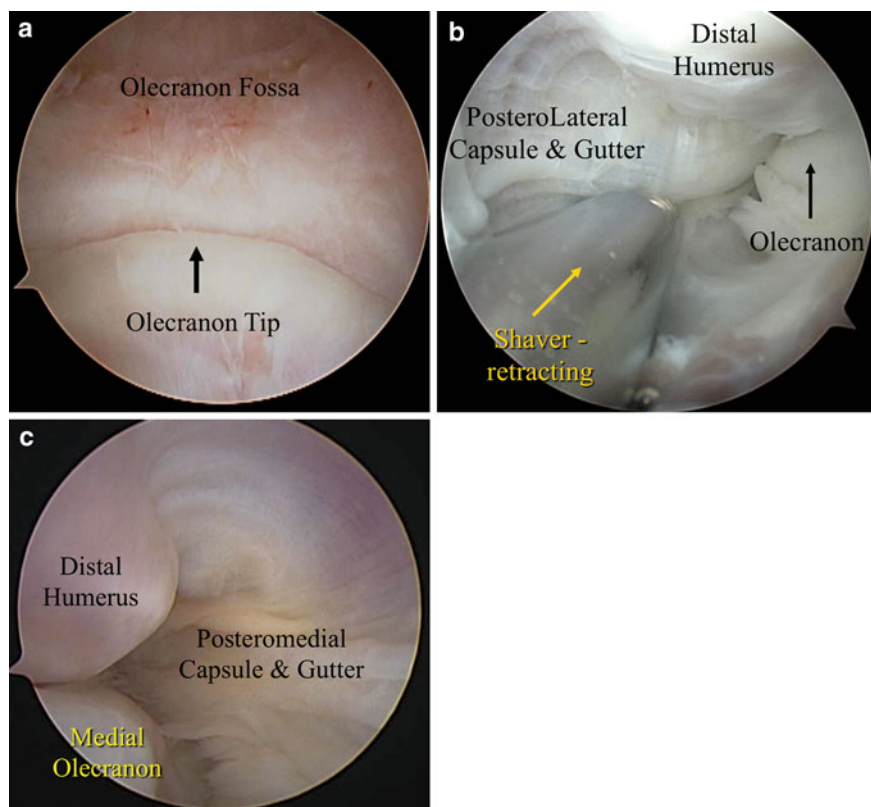 a
Olecranon Fossa
Olecranon Tip
b
Distal
Humerus
PosteroLateral
Capsule & Gutter
Olecranon
Shaver -
retracting
c
Distal
Humerus
Posteromedial
Capsule & Gutter
Medial
Olecranon